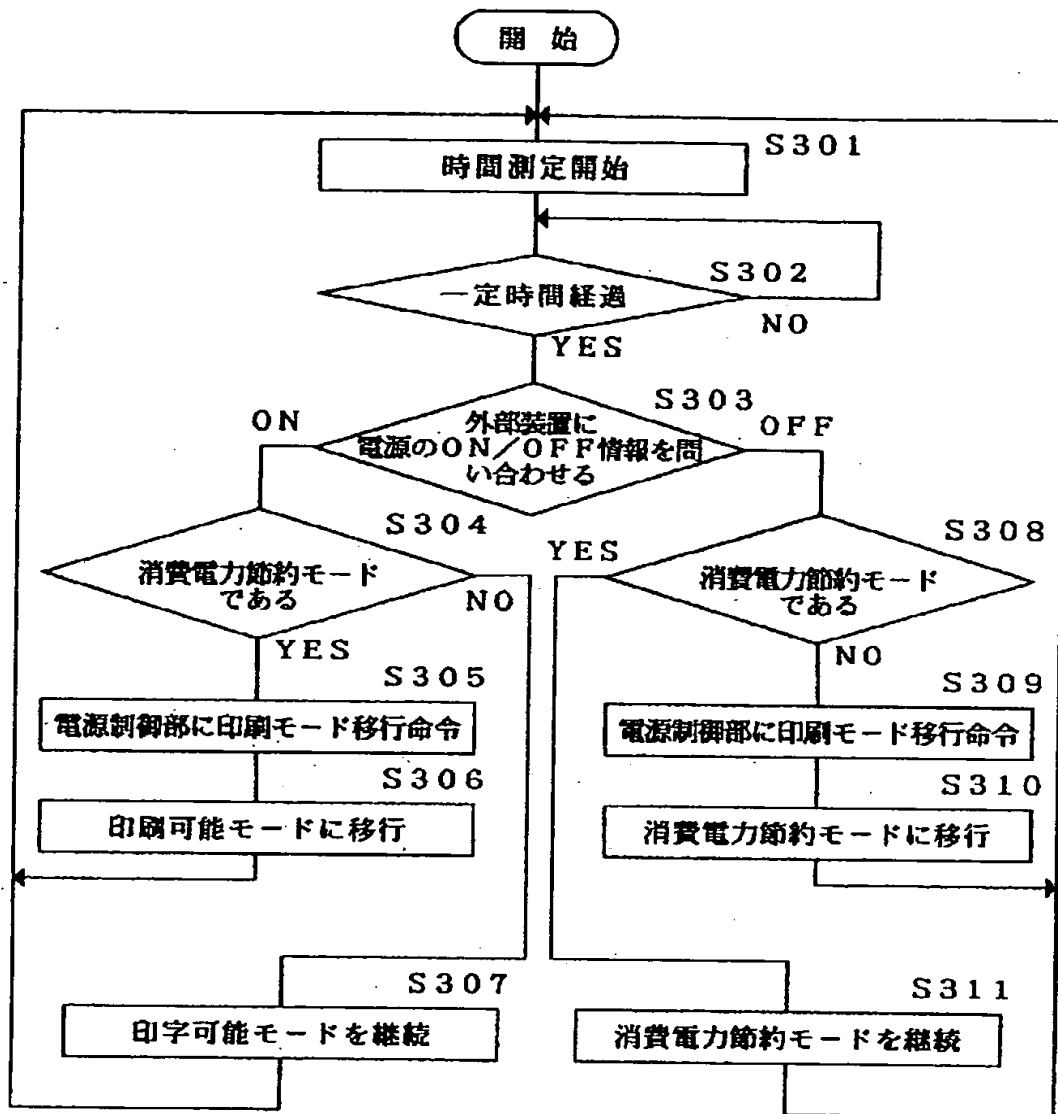 開始
S301
時間測定開始
S302
一定時間経過
NO
YES
S303
ON
外部装置に
OFF
電源のON/OFF情報を問
い合わせる
S304
消費電力節約モード
である
NO
YES
S308
YES
消費電力節約モード
である
NO
S305
電源制御部に印刷モード移行命令
S309
電源制御部に印刷モード移行命令
S306
印刷可能モードに移行
S310
消費電力節約モードに移行
S307
印字可能モードを継続
S311
消費電力節約モードを継続